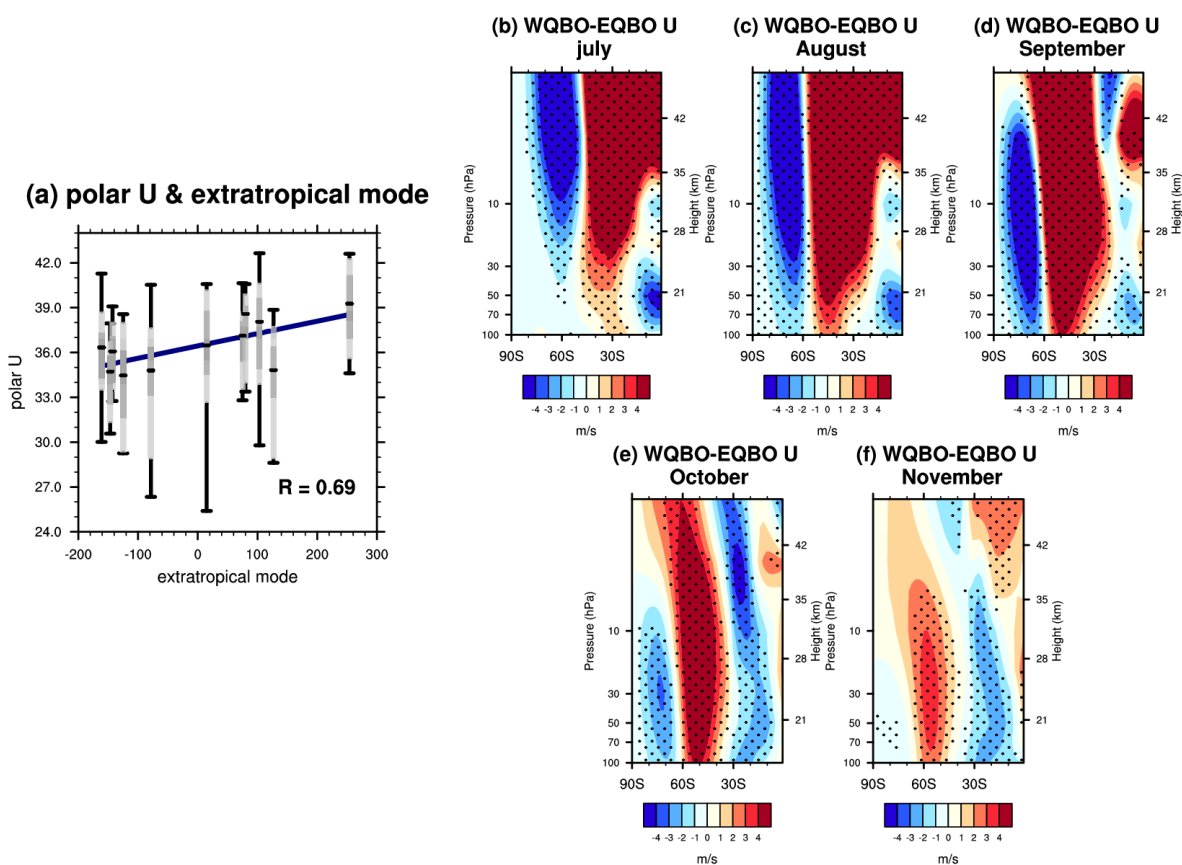 (b) WQBO-EQBO U
july
(c) WQBO-EQBO U
August
(d) WQBO-EQBO U
September
Pressure (hPa)
10
30
50
70
100
42
35
28
21
Height (km)
90S 60S 30S
-4 -3 -2 -1 0 1 2 3 4
m/s
Pressure (hPa)
10
30
50
70
100
42
35
28
21
Height (km)
90S 60S 30S
-4 -3 -2 -1 0 1 2 3 4
m/s
Pressure (hPa)
10
30
50
70
100
42
35
28
21
Height (km)
90S 60S 30S
-4 -3 -2 -1 0 1 2 3 4
m/s
(a) polar U & extratropical mode
polar U
42.0
39.0
36.0
33.0
30.0
27.0
24.0
R = 0.69
-200 -100 0 100 200 300
extratropical mode
(e) WQBO-EQBO U
October
(f) WQBO-EQBO U
November
Pressure (hPa)
10
30
50
70
100
42
35
28
21
Height (km)
90S 60S 30S
-4 -3 -2 -1 0 1 2 3 4
m/s
Pressure (hPa)
10
30
50
70
100
42
35
28
21
Height (km)
90S 60S 30S
-4 -3 -2 -1 0 1 2 3 4
m/s